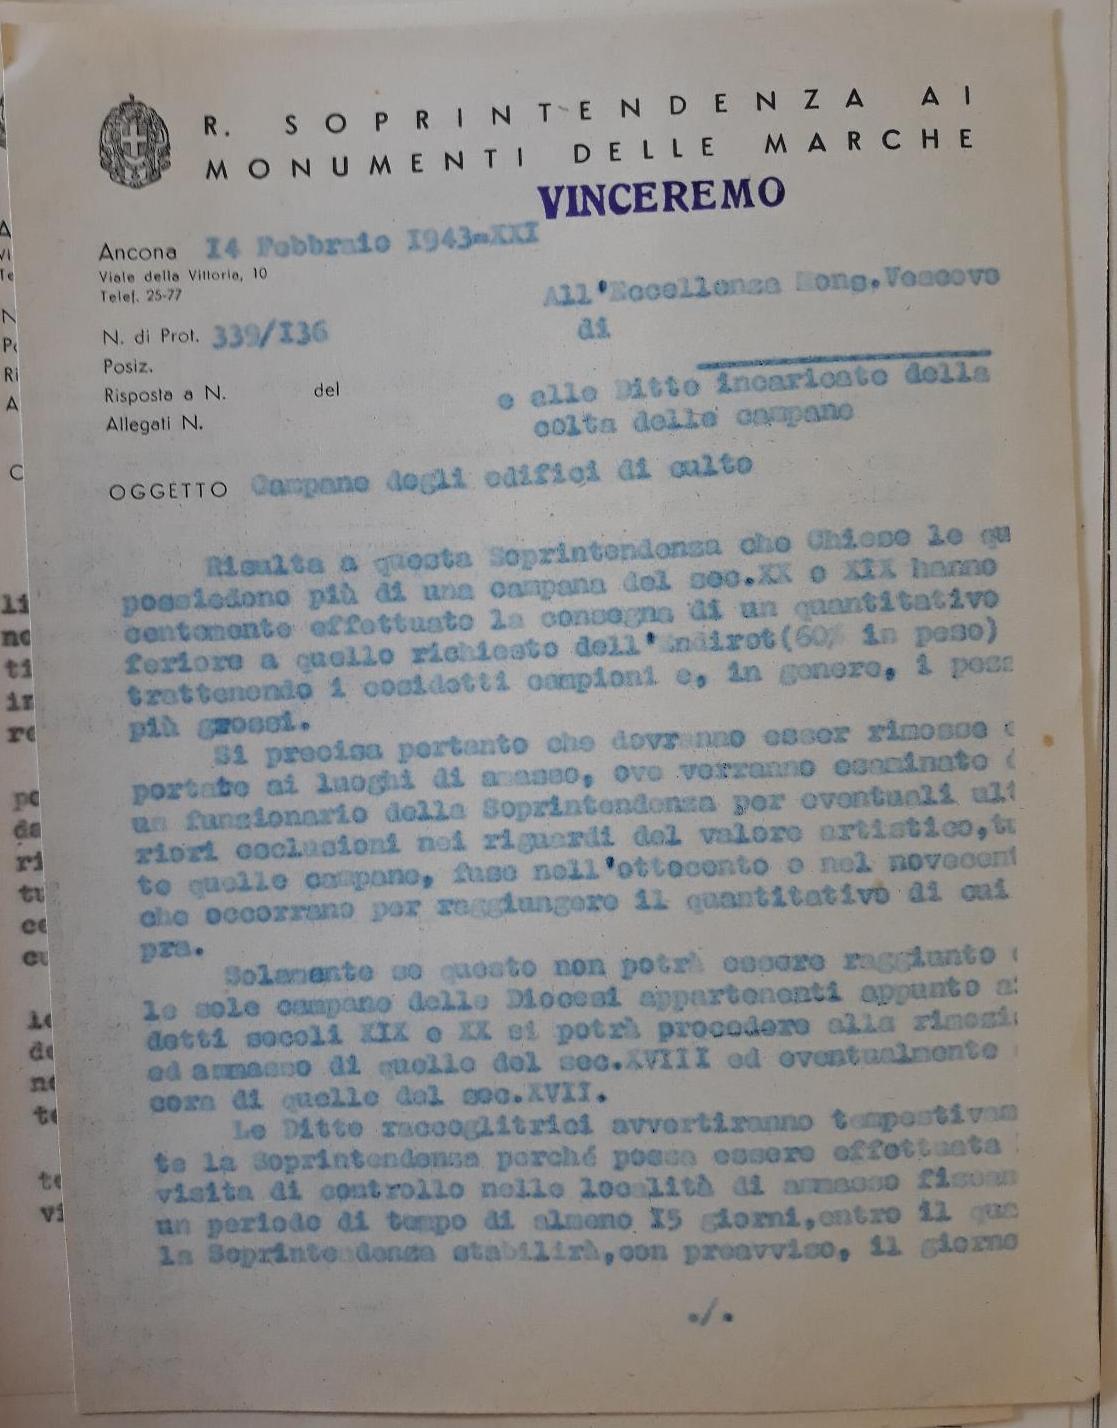 R. SOPRINTENDENZA AI
MONUMENTI DELLE MARCHE
VINCEREMO
Ancona 14 Febbraio 1943=XXI
Viale della Vittoria, 10
Telef. 25-77
All'Eccellenza Mons.Vescovo
di
N. di Prot. 339/I36
Posiz.
Risposta a N. del
Allegati N.
e alle Ditte incaricate della
colta delle campane
OGGETTO Campane degli edifici di culto
Risulta a questa Soprintendenza che Chiese le qu
possiedono più di una campana del sec.XX e XIX hanno
centemente effettuato la consegna di un quantitativo
feriore a quello richiesto dell'Endirot(60% in peso)
trattenendo i cosidetti campioni e, in genere, i pess
più grossi.
Si precisa pertanto che dovranno esser rimosse e
portate ai luoghi di amasso, ove verranno esaminate d
un funzionario della Soprintendenza per eventuali ult
riori esclusioni nei riguardi del valore artistico,tu
te quelle campane, fuse nell'ottocento o nel novecent
che occorrano per raggiungere il quantitativo di cui
pra.
Solamente se questo non potrà essere raggiunto c
le sole campane delle Diocesi appartenenti appunto a
detti secoli XIX e XX si potrà procedere alla rimosi
ed ammasso di quelle del sec.XVIII ed eventualmente
cora di quelle del sec.XVII.
Le Ditte raccoglitrici avvertiranno tempestivam
te la Soprintendenza perché possa essere effettuata
visita di controllo nelle località di ammasso fissan
un periodo di tempo di almeno I5 giorni,entro il qua
la Soprintendenza stabilirà,con preavviso, il giorno
./.